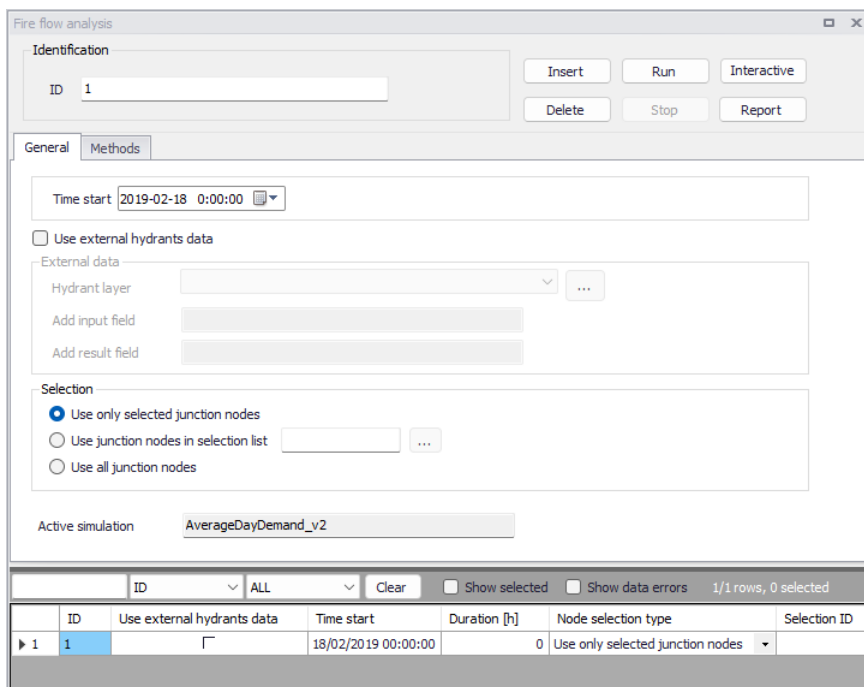 Fire flow analysis
Identification
ID 1
Insert Run Interactive
Delete Stop Report
General Methods
Time start 2019-02-18 0:00:00
Use external hydrants data
External data
Hydrant layer ...
Add input field
Add result field
Selection
Use only selected junction nodes
Use junction nodes in selection list ...
Use all junction nodes
Active simulation AverageDayDemand_v2
ID ALL Clear Show selected Show data errors 1/1 rows, 0 selected
ID Use external hydrants data Time start Duration [h] Node selection type Selection ID
1 1 18/02/2019 00:00:00 0 Use only selected junction nodes